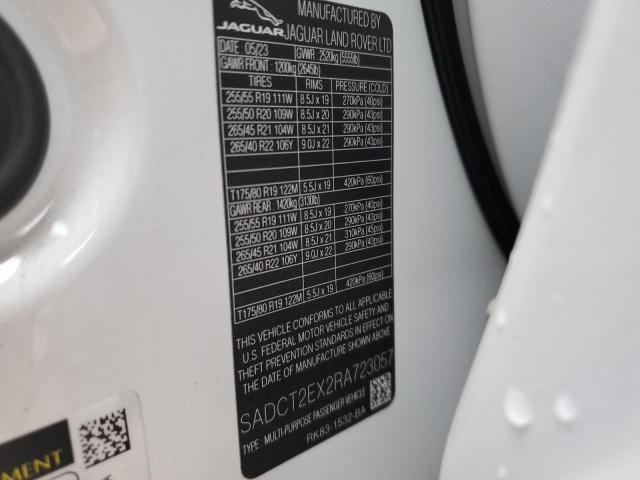 JAGUAR
MANUFACTURED BY
JAGUAR LAND ROVER LTD
DATE : 05/23 GVWR : 2520kg (5555lb)
GAWR FRONT : 1200kg (2645lb)
TIRES RIMS PRESSURE (COLD)
255/55 R19 111W 8.5J x 19 270kPa (40psi)
255/50 R20 109W 8.5J x 20 290kPa (43psi)
265/45 R21 104W 8.5J x 21 290kPa (43psi)
265/40 R22 106Y 9.0J x 22 290kPa (43psi)
T175/80 R19 122M 5.5J x 19 420kPa (60psi)
GAWR REAR : 1420kg (3130lb)
255/55 R19 111W 8.5J x 19 270kPa (40psi)
255/50 R20 109W 8.5J x 20 290kPa (43psi)
265/45 R21 104W 8.5J x 21 310kPa (45psi)
265/40 R22 106Y 9.0J x 22 290kPa (43psi)
T175/80 R19 122M 5.5J x 19 420kPa (60psi)
THIS VEHICLE CONFORMS TO ALL APPLICABLE
U.S. FEDERAL MOTOR VEHICLE SAFETY AND
THEFT PREVENTION STANDARDS IN EFFECT ON
THE DATE OF MANUFACTURE SHOWN ABOVE
SADCT2EX2RA723057
TYPE : MULTI-PURPOSE PASSENGER VEHICLE
RK83-1532-BA